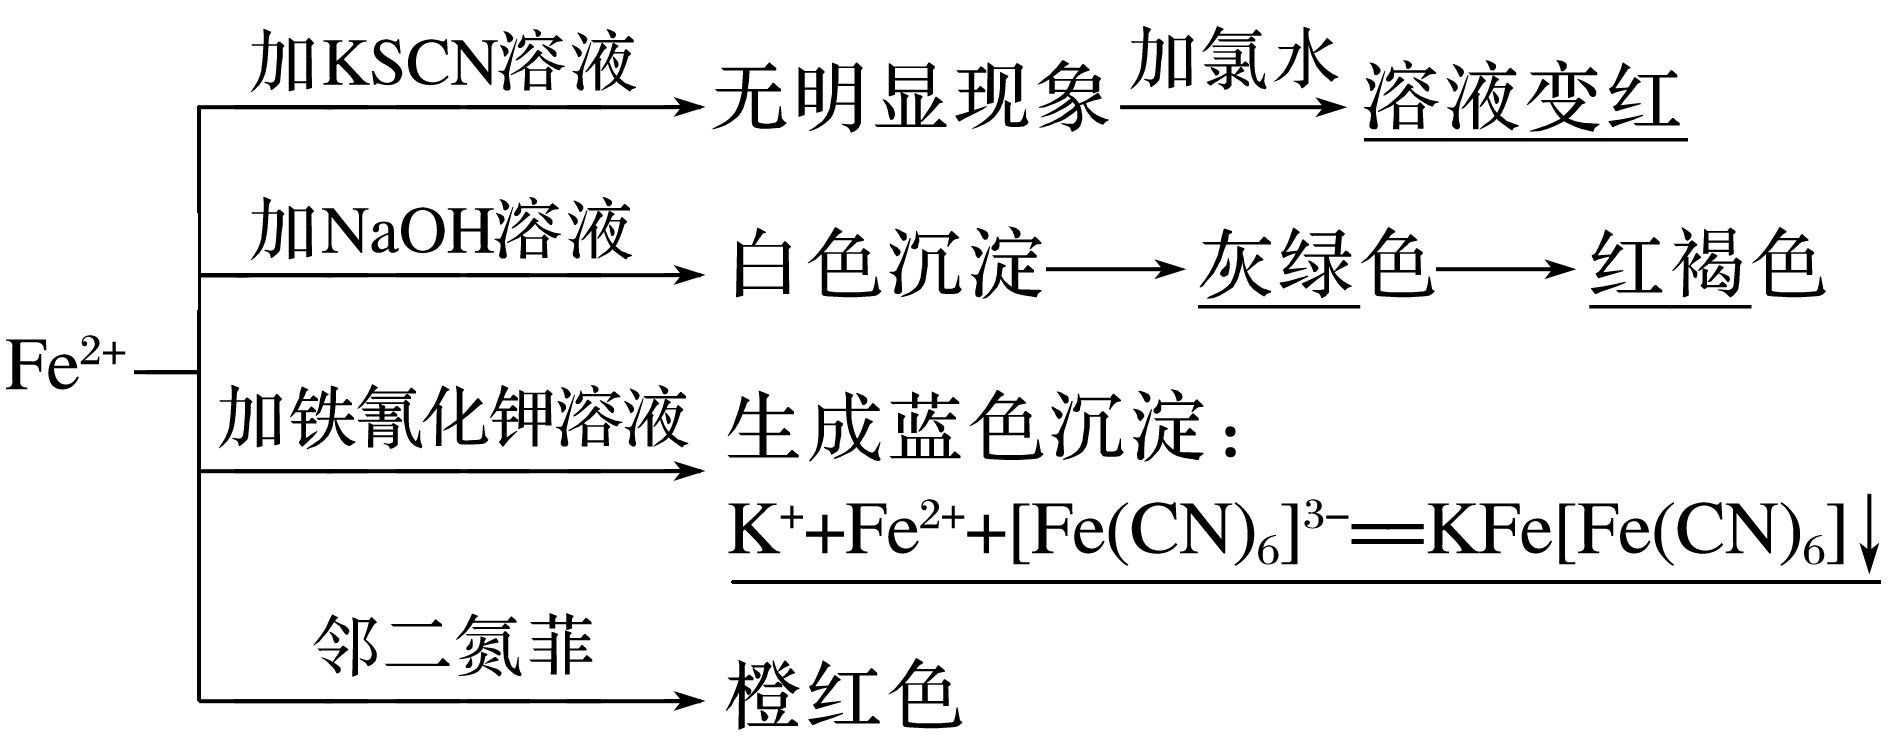 加KSCN溶液 无明显现象 加氯水 溶液变红
加NaOH溶液 白色沉淀 灰绿色 红褐色
Fe²⁺
加铁氰化钾溶液 生成蓝色沉淀：
K⁺+Fe²⁺+[Fe(CN)₆]³⁻==KFe[Fe(CN)₆]↓
邻二氮菲 橙红色